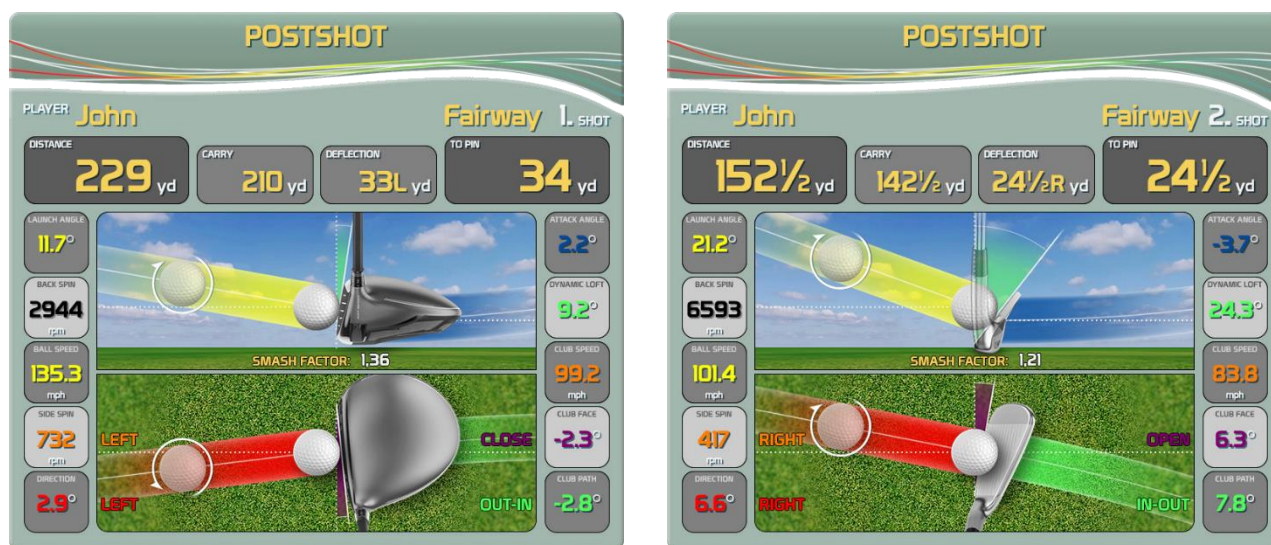 POSTSHOT
PLAYER John Fairway 1. SHOT
DISTANCE 229 yd
CARRY 210 yd
DEFLECTION 33L yd
TO PIN 34 yd
LAUNCH ANGLE 11.7°
BACK SPIN 2944 rpm
BALL SPEED 135.3 mph
SIDE SPIN 732 rpm
DIRECTION 2.9°
SMASH FACTOR: 1,36
LEFT
LEFT
CLOSE
OUT-IN
ATTACK ANGLE 2.2°
DYNAMIC LOFT 9.2°
CLUB SPEED 99.2 mph
CLUB FACE -2.3°
CLUB PATH -2.8°
POSTSHOT
PLAYER John Fairway 2. SHOT
DISTANCE 152½ yd
CARRY 142½ yd
DEFLECTION 24½R yd
TO PIN 24½ yd
LAUNCH ANGLE 21.2°
BACK SPIN 6593 rpm
BALL SPEED 101.4 mph
SIDE SPIN 417 rpm
DIRECTION 6.6°
SMASH FACTOR: 1,21
RIGHT
RIGHT
OPEN
IN-OUT
ATTACK ANGLE -3.7°
DYNAMIC LOFT 24.3°
CLUB SPEED 83.8 mph
CLUB FACE 6.3°
CLUB PATH 7.8°